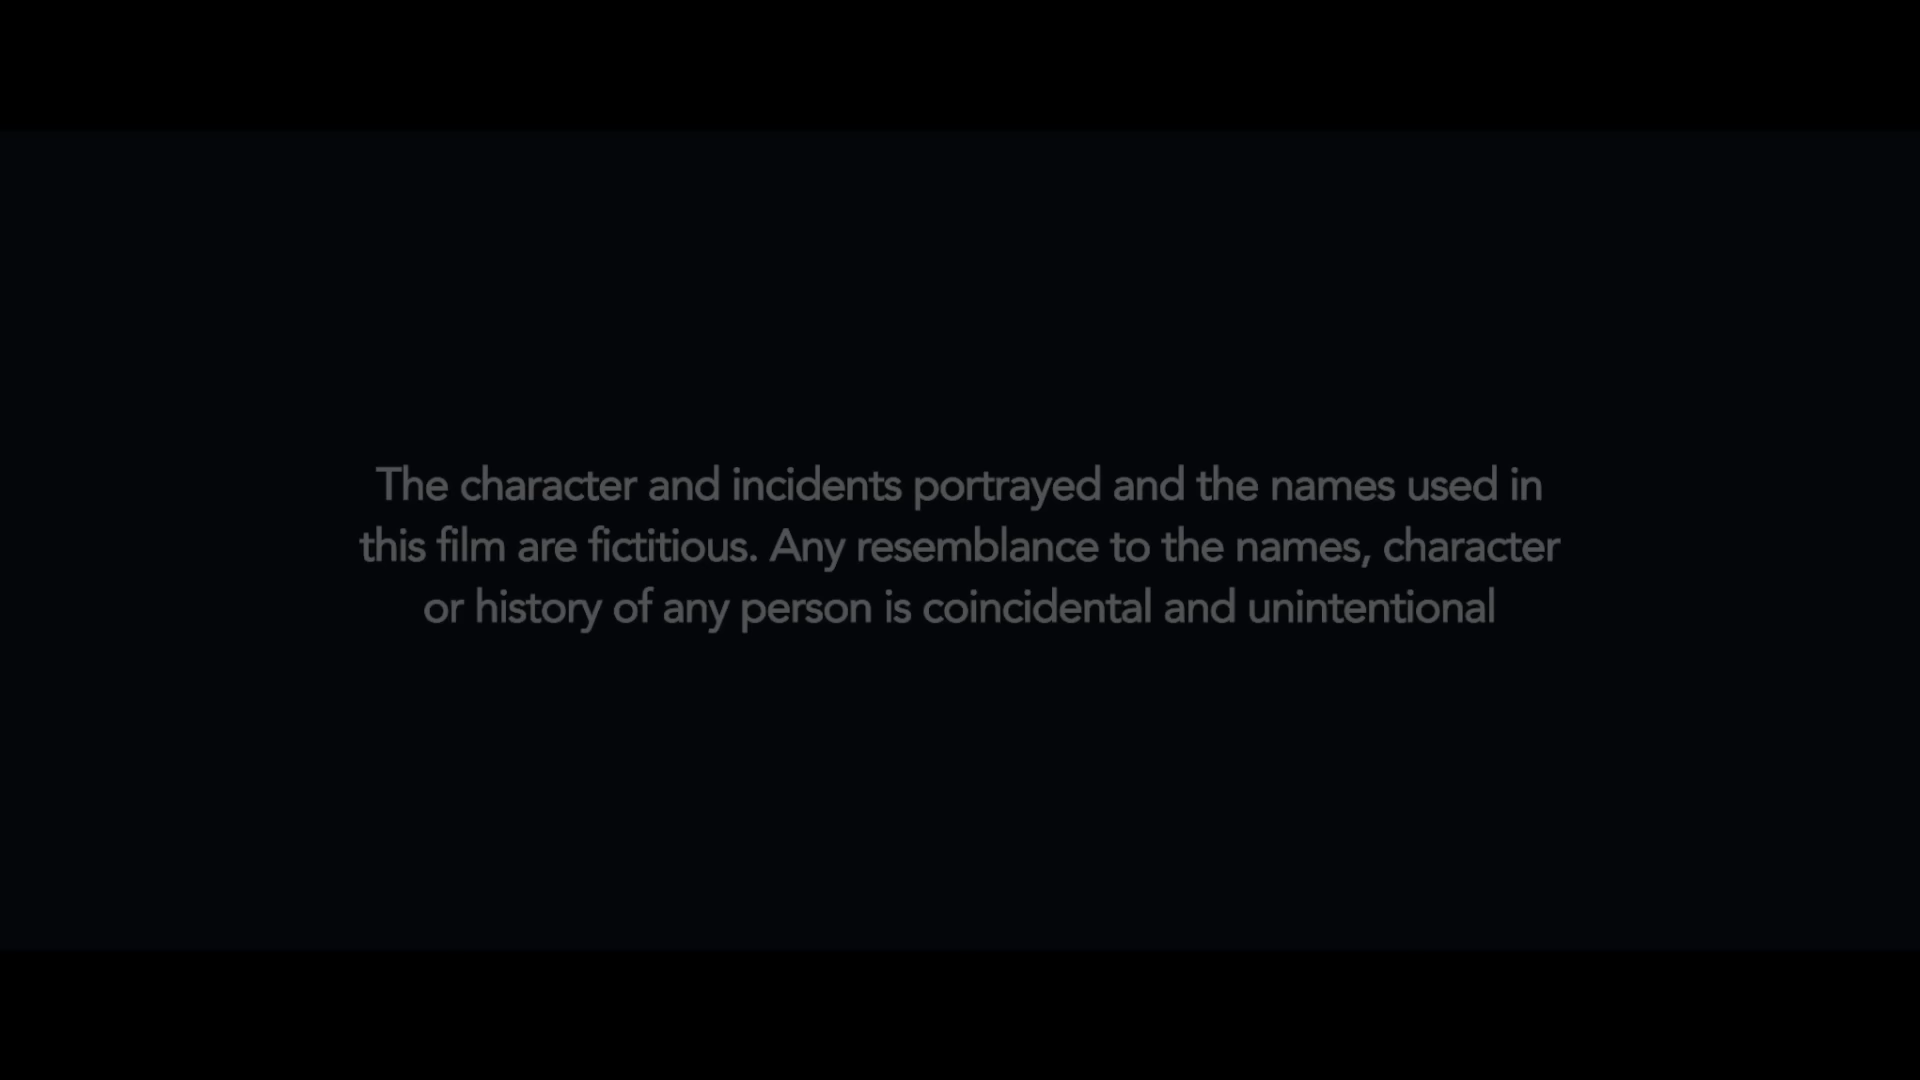 The character and incidents portrayed and the names used in
this film are fictitious. Any resemblance to the names, character
or history of any person is coincidental and unintentional